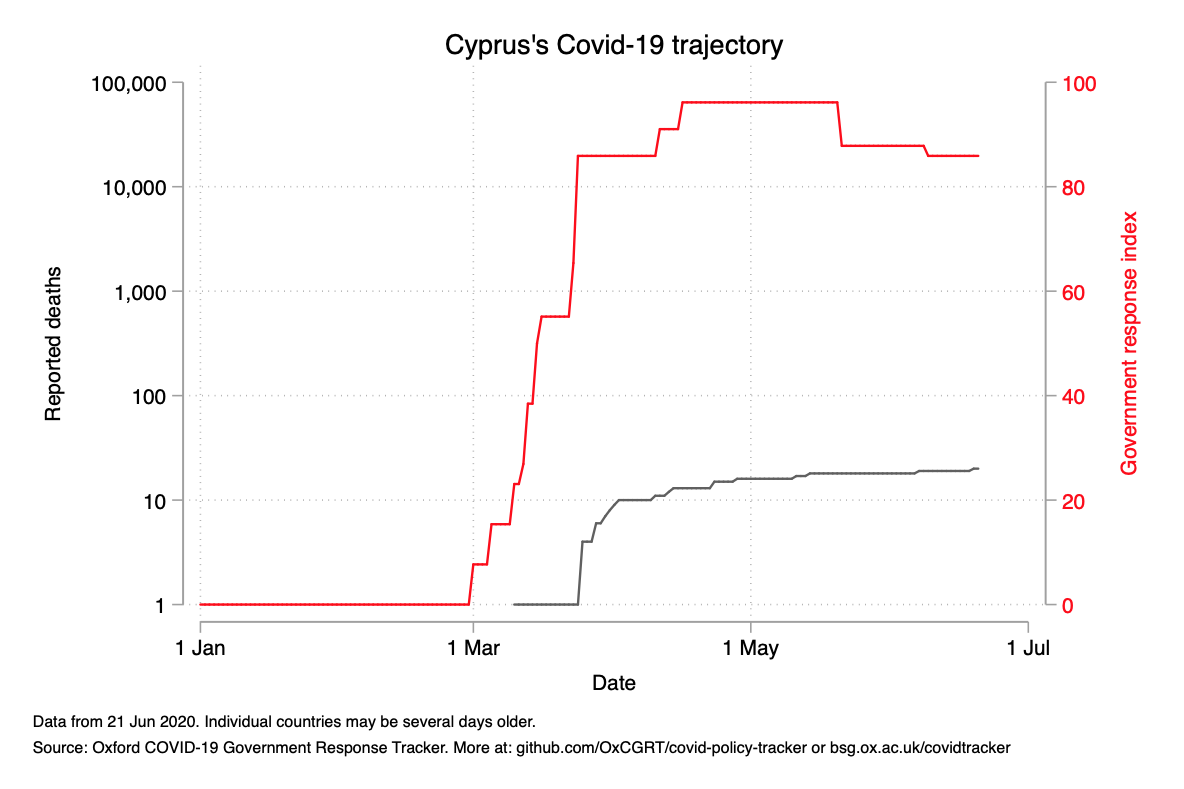 Cyprus's Covid-19 trajectory
100,000
10,000
1,000
100
10
1
Reported deaths
100
80
60
40
20
0
Government response index
1 Jan
1 Mar
1 May
1 Jul
Date
Data from 21 Jun 2020. Individual countries may be several days older.
Source: Oxford COVID-19 Government Response Tracker. More at: github.com/OxCGRT/covid-policy-tracker or bsg.ox.ac.uk/covidtracker